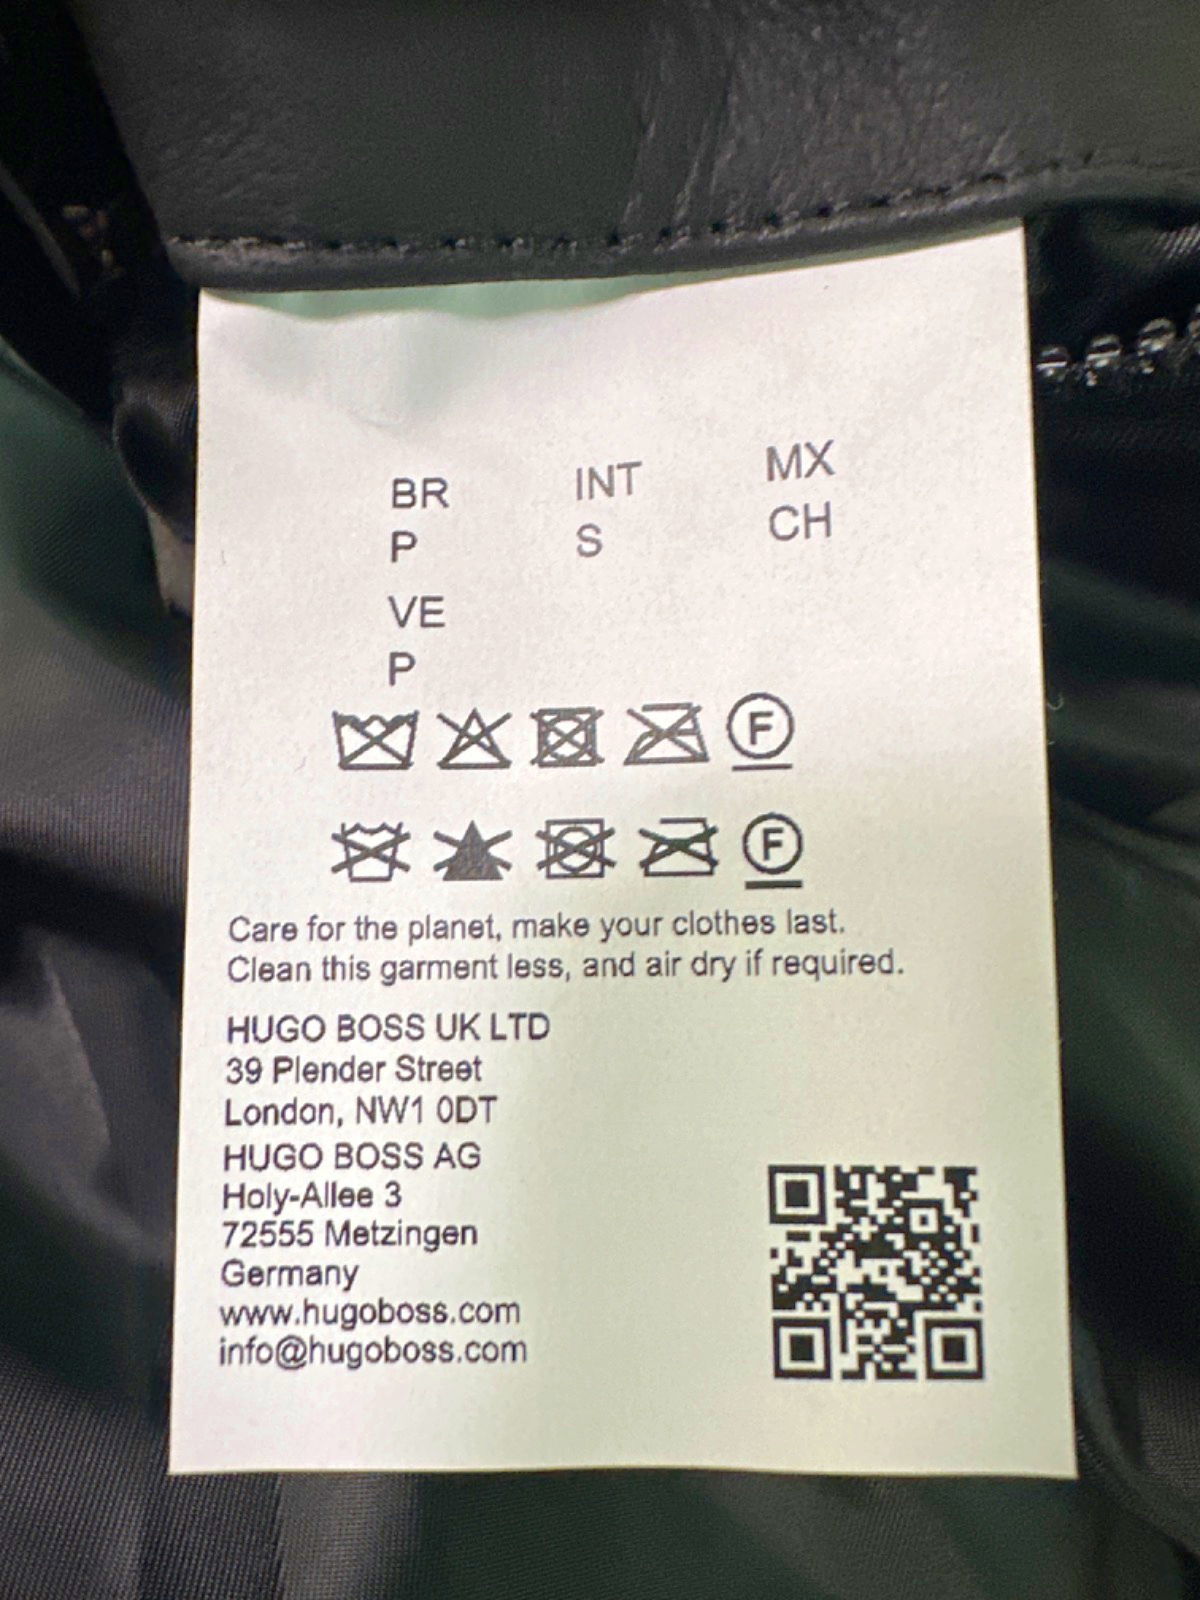 BR INT MX
P S CH
VE
P
F
F
Care for the planet, make your clothes last.
Clean this garment less, and air dry if required.
HUGO BOSS UK LTD
39 Plender Street
London, NW1 0DT
HUGO BOSS AG
Holy-Allee 3
72555 Metzingen
Germany
www.hugoboss.com
info@hugoboss.com